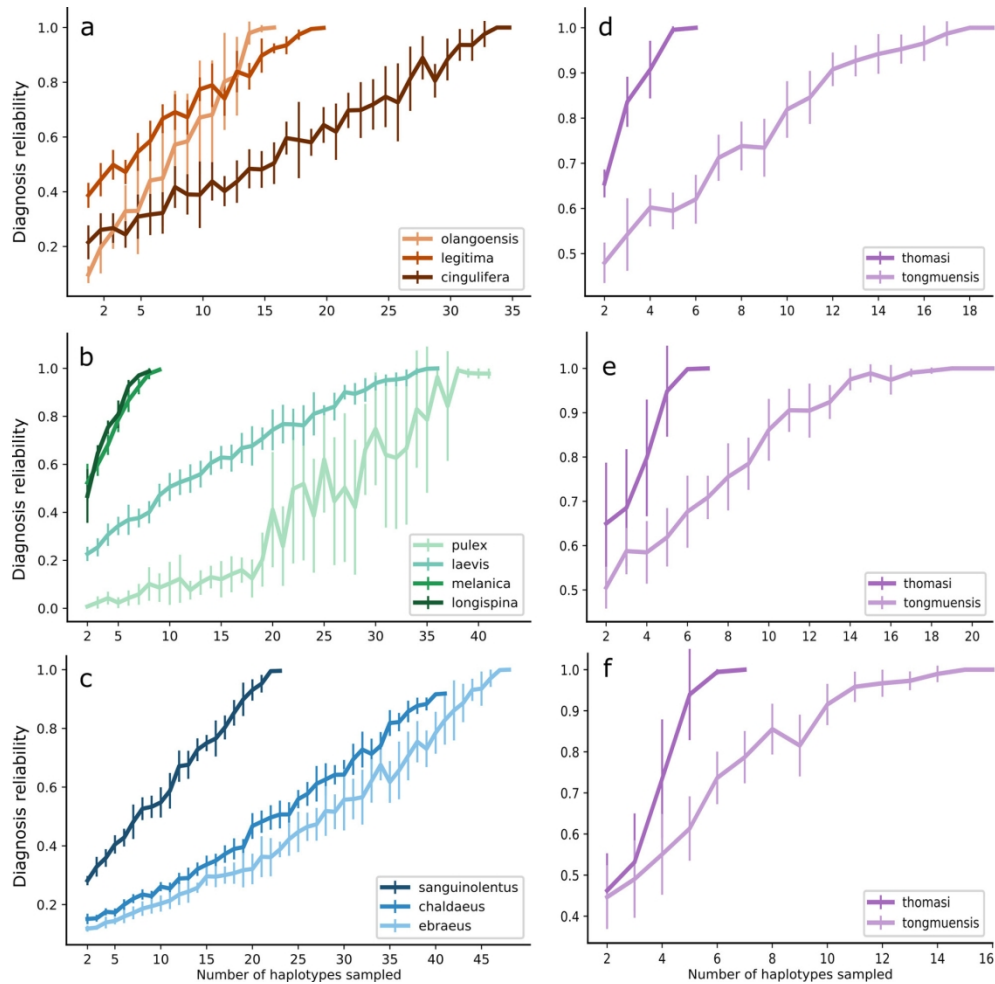 a
Diagnosis reliability
1.0
0.8
0.6
0.4
0.2
olangoensis
legitima
cingulifera
2 5 10 15 20 25 30 35
d
Diagnosis reliability
1.0
0.9
0.8
0.7
0.6
0.5
thomasi
tongmuensis
2 4 6 8 10 12 14 16 18
b
Diagnosis reliability
1.0
0.8
0.6
0.4
0.2
0.0
pulex
laevis
melanica
longispina
2 5 10 15 20 25 30 35 40
e
Diagnosis reliability
1.0
0.9
0.8
0.7
0.6
0.5
thomasi
tongmuensis
2 4 6 8 10 12 14 16 18 20
c
Diagnosis reliability
1.0
0.8
0.6
0.4
0.2
sanguinolentus
chaldaeus
ebraeus
2 5 10 15 20 25 30 35 40 45
Number of haplotypes sampled
f
Diagnosis reliability
1.0
0.9
0.8
0.7
0.6
0.5
0.4
thomasi
tongmuensis
2 4 6 8 10 12 14 16
Number of haplotypes sampled